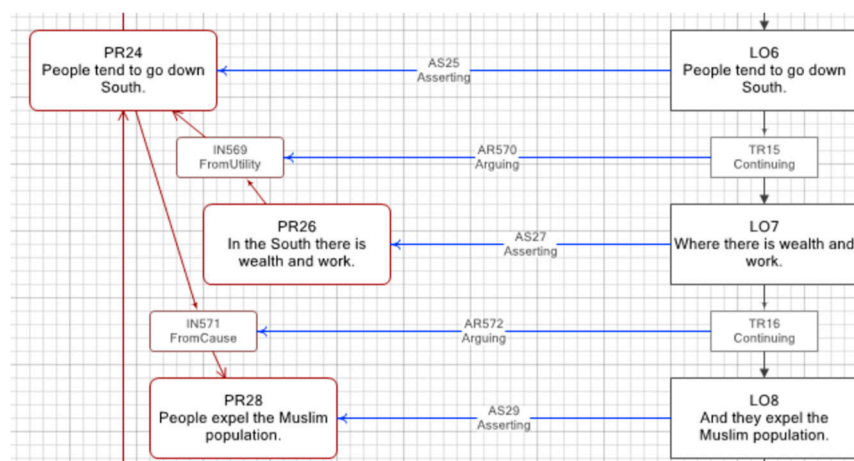 PR24
People tend to go down
South.
AS25
Asserting
LO6
People tend to go down
South.
IN569
FromUtility
AR570
Arguing
TR15
Continuing
PR26
In the South there is
wealth and work.
AS27
Asserting
LO7
Where there is wealth and
work.
IN571
FromCause
AR572
Arguing
TR16
Continuing
PR28
People expel the Muslim
population.
AS29
Asserting
LO8
And they expel the
Muslim population.